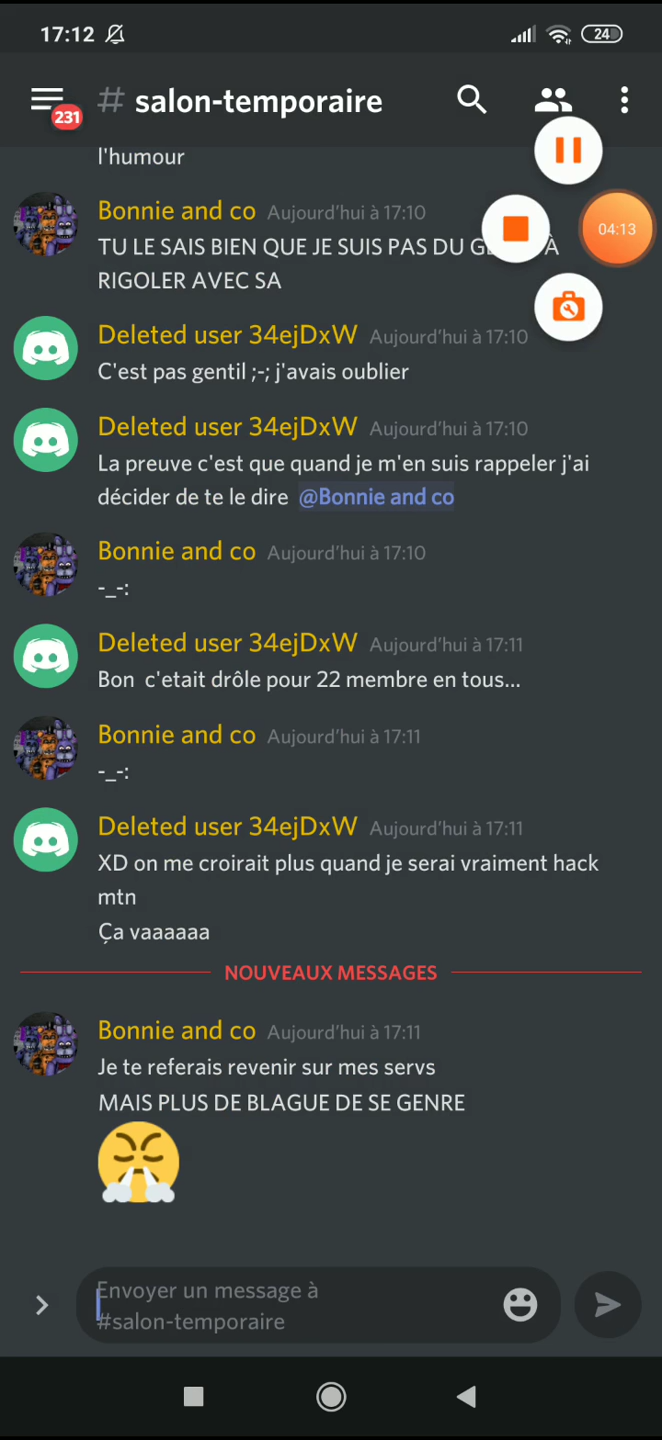 17:12
24
231
# salon-temporaire
l'humour
Bonnie and co Aujourd'hui à 17:10
04:13
TU LE SAIS BIEN QUE JE SUIS PAS DU À
RIGOLER AVEC SA
Deleted user 34ejDxW Aujourd'hui à 17:10
C'est pas gentil ;-; j'avais oublier
Deleted user 34ejDxW Aujourd'hui à 17:10
La preuve c'est que quand je m'en suis rappeler j'ai
décider de te le dire @Bonnie and co
Bonnie and co Aujourd'hui à 17:10
-_-:
Deleted user 34ejDxW Aujourd'hui à 17:11
Bon c'etait drôle pour 22 membre en tous...
Bonnie and co Aujourd'hui à 17:11
-_-:
Deleted user 34ejDxW Aujourd'hui à 17:11
XD on me croirait plus quand je serai vraiment hack
mtn
Ça vaaaaaa
NOUVEAUX MESSAGES
Bonnie and co Aujourd'hui à 17:11
Je te referais revenir sur mes servs
MAIS PLUS DE BLAGUE DE SE GENRE
Envoyer un message à
#salon-temporaire